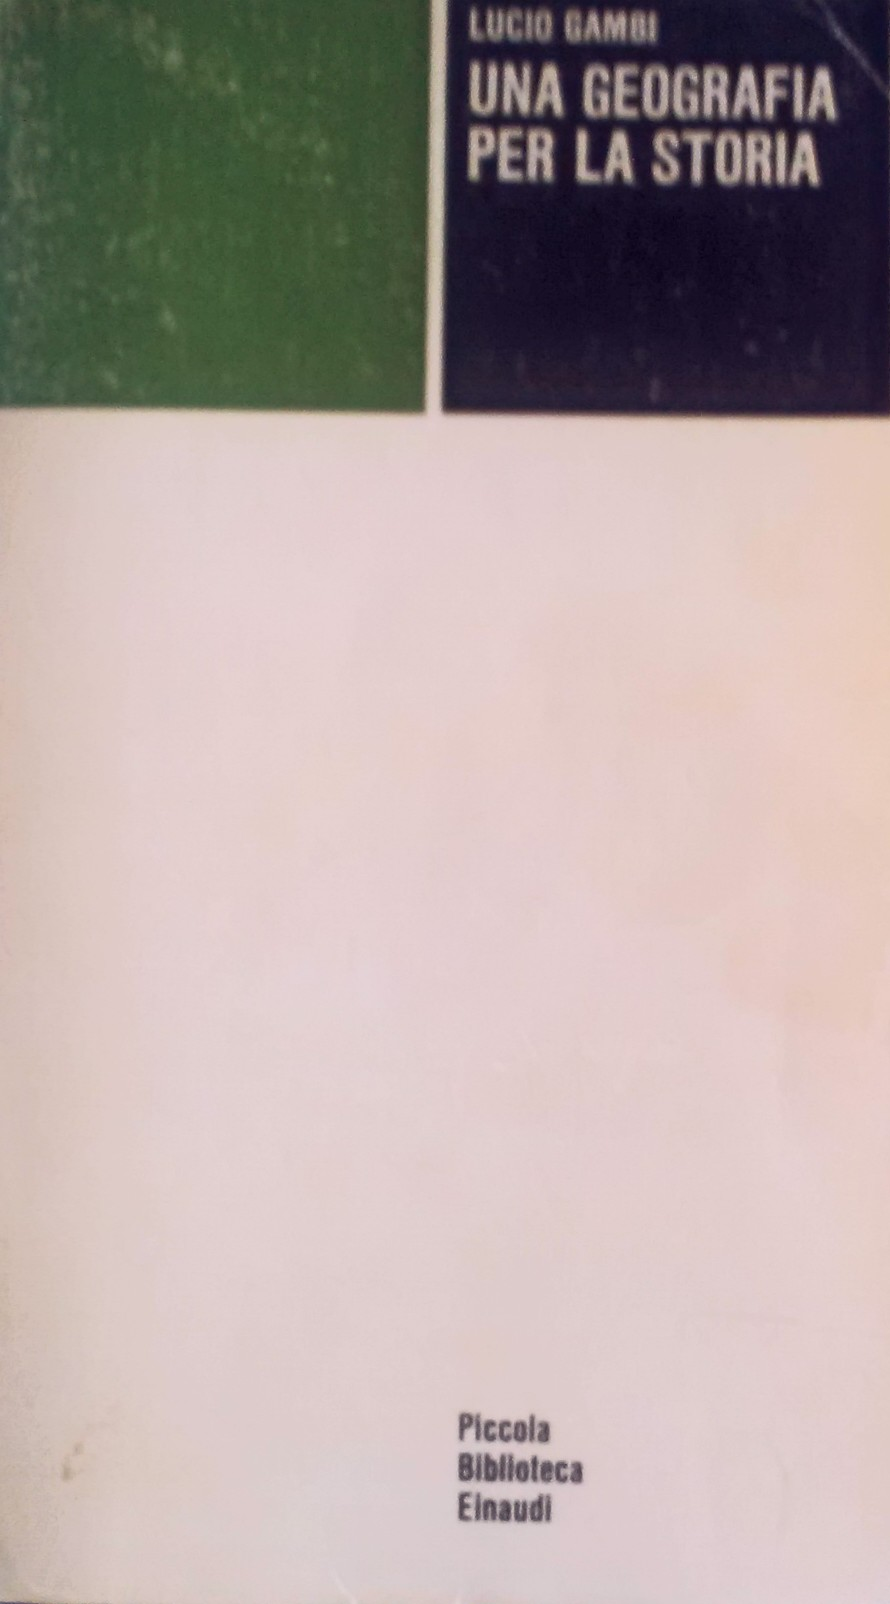 LUCIO GAMBI
UNA GEOGRAFIA
PER LA STORIA
Piccola
Biblioteca
Einaudi